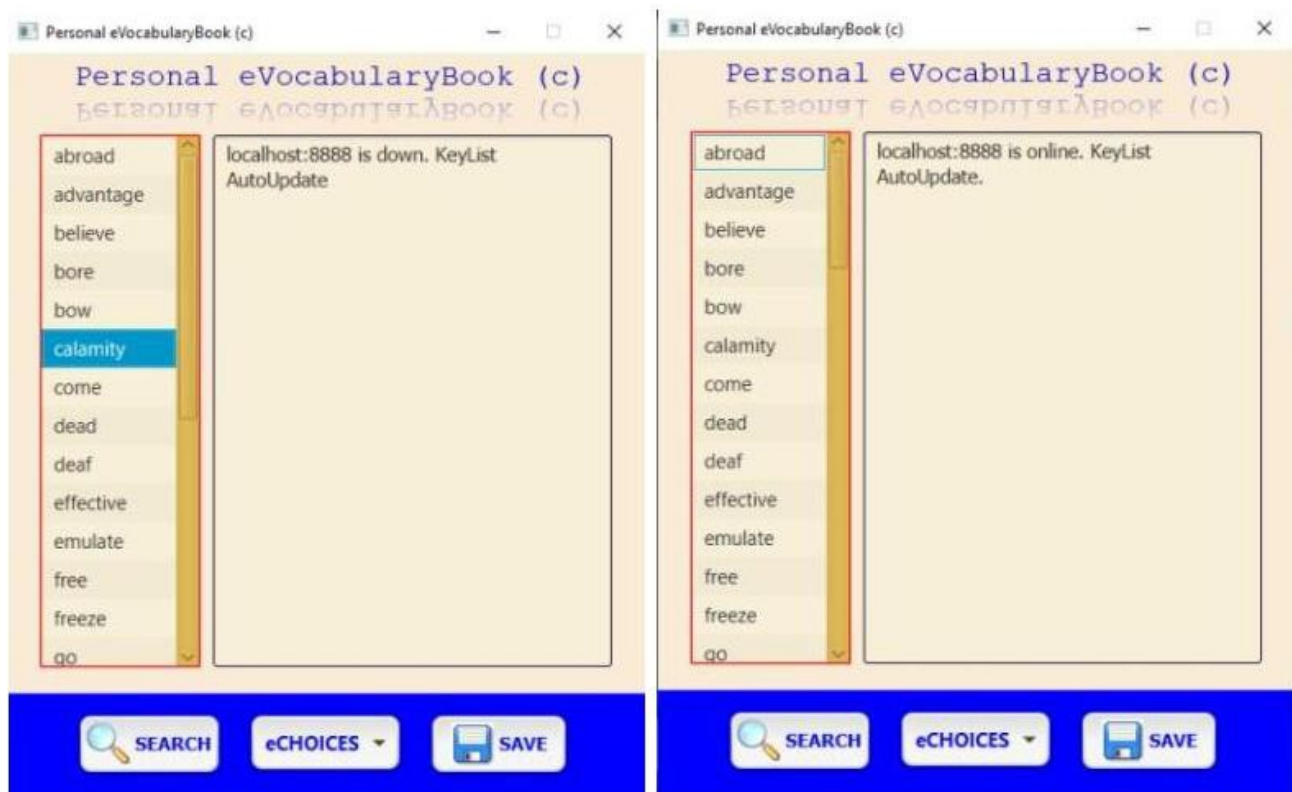 Personal eVocabularyBook (c)
Personal eVocabularyBook (c)
abroad
advantage
believe
bore
bow
calamity
come
dead
deaf
effective
emulate
free
freeze
go
localhost:8888 is down. KeyList
AutoUpdate
SEARCH
eCHOICES
SAVE
Personal eVocabularyBook (c)
Personal eVocabularyBook (c)
abroad
advantage
believe
bore
bow
calamity
come
dead
deaf
effective
emulate
free
freeze
go
localhost:8888 is online. KeyList
AutoUpdate.
SEARCH
eCHOICES
SAVE